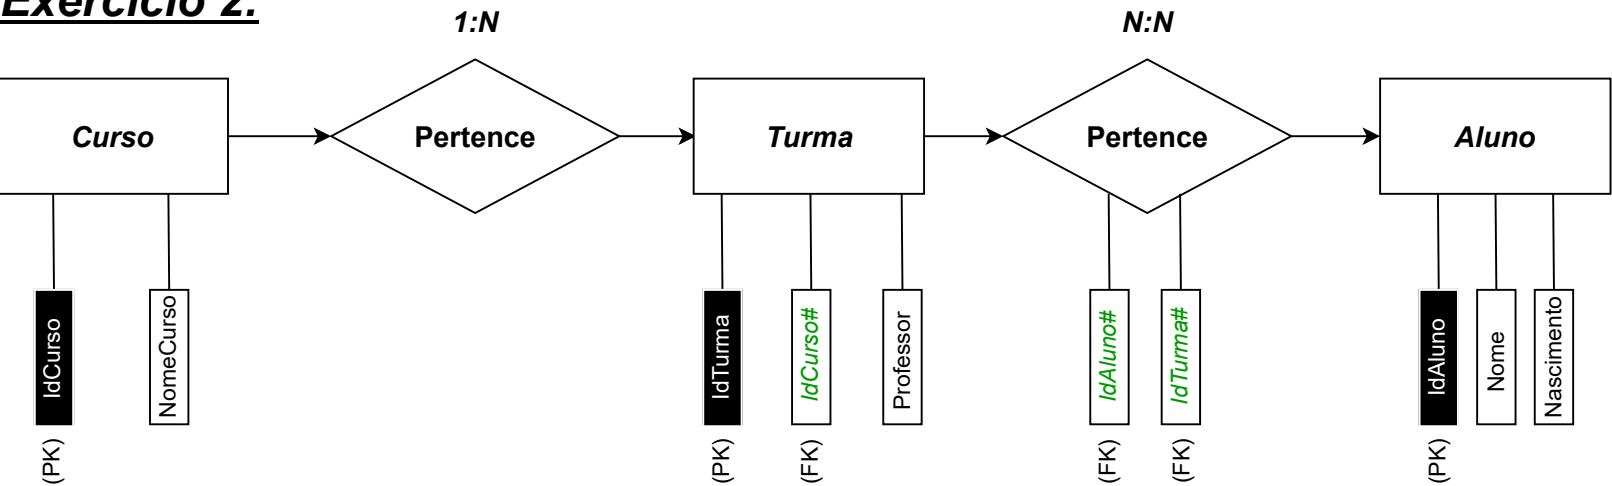 Exercício 2:
1:N
N:N
Curso
Pertence
Turma
Pertence
Aluno
IdCurso
NomeCurso
IdTurma
IdCurso#
Professor
IdAluno#
IdTurma#
IdAluno
Nome
Nascimento
(PK)
(PK)
(FK)
(FK)
(FK)
(PK)